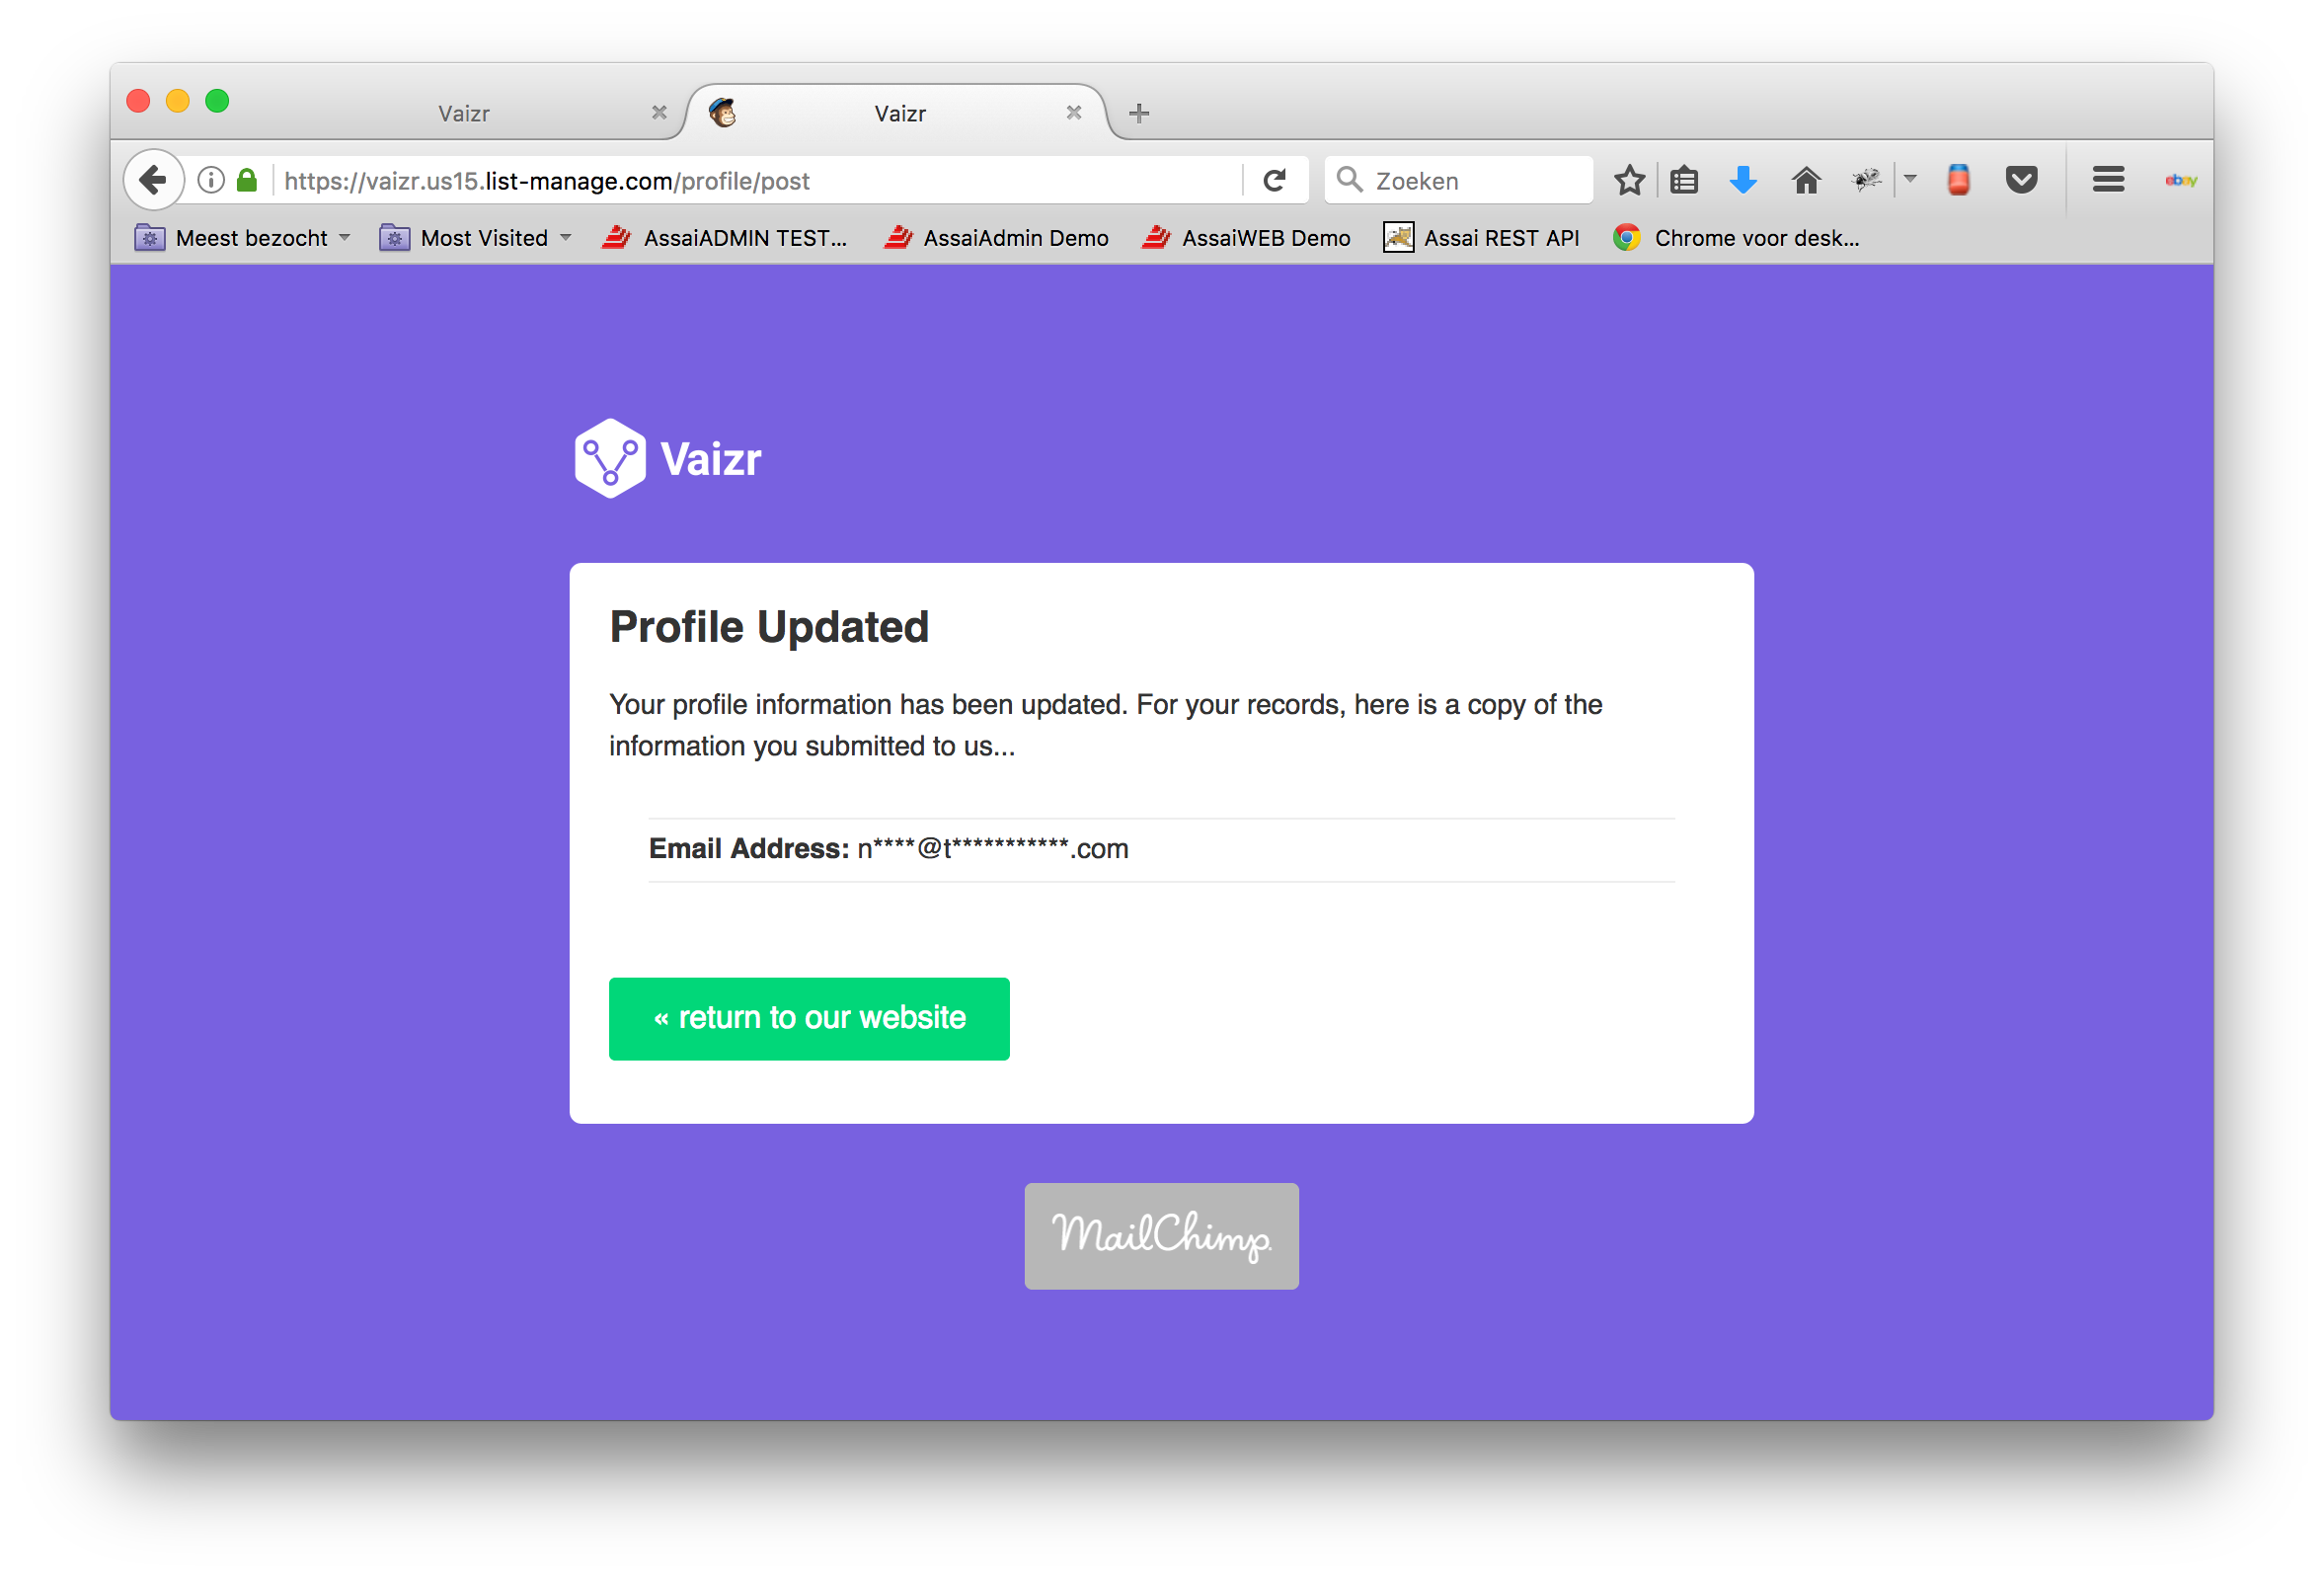 Vaizr
Vaizr
https://vaizr.us15.list-manage.com/profile/post
Zoeken
ebay
Meest bezocht
Most Visited
AssaiADMIN TEST...
AssaiAdmin Demo
AssaiWEB Demo
Assai REST API
Chrome voor desk...
Vaizr
Profile Updated
Your profile information has been updated. For your records, here is a copy of the
information you submitted to us...
Email Address: n****@t***********.com
« return to our website
MailChimp